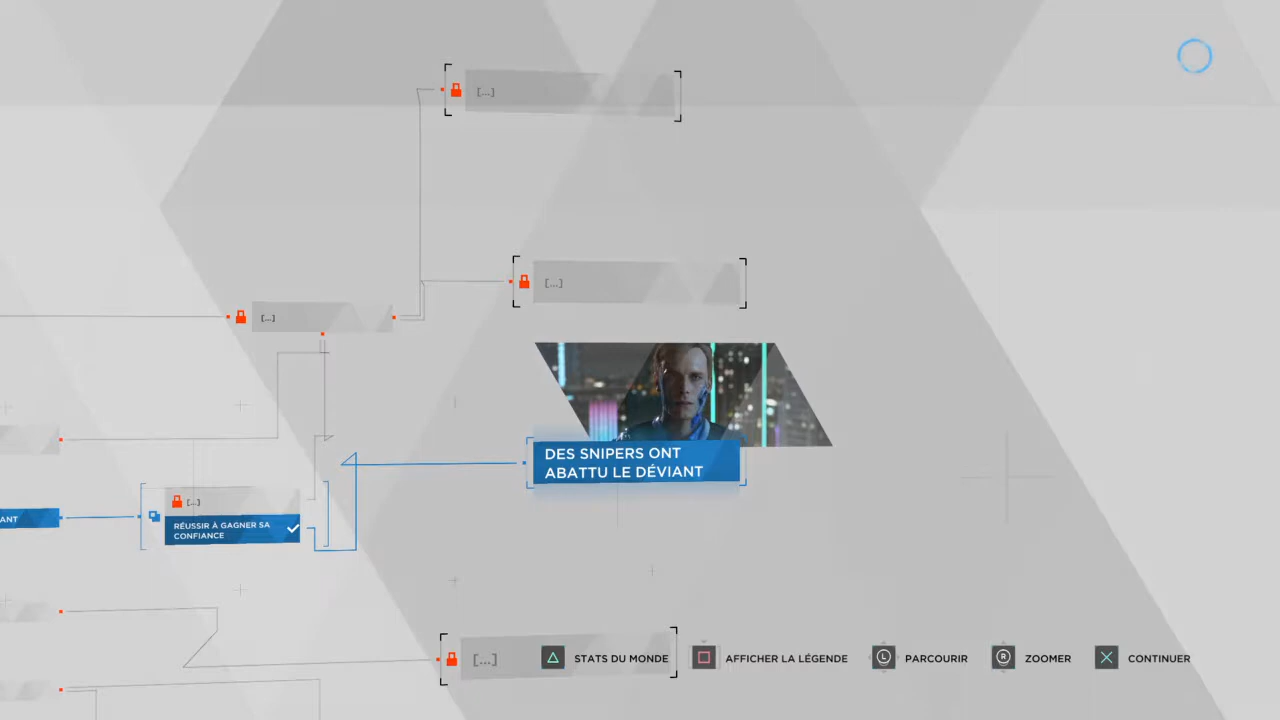 [...]
[...]
[...]
DES SNIPERS ONT
ABATTU LE DÉVIANT
[...]
ANT
RÉUSSIR À GAGNER SA
CONFIANCE
[...]
STATS DU MONDE
AFFICHER LA LÉGENDE
L
PARCOURIR
R
ZOOMER
CONTINUER